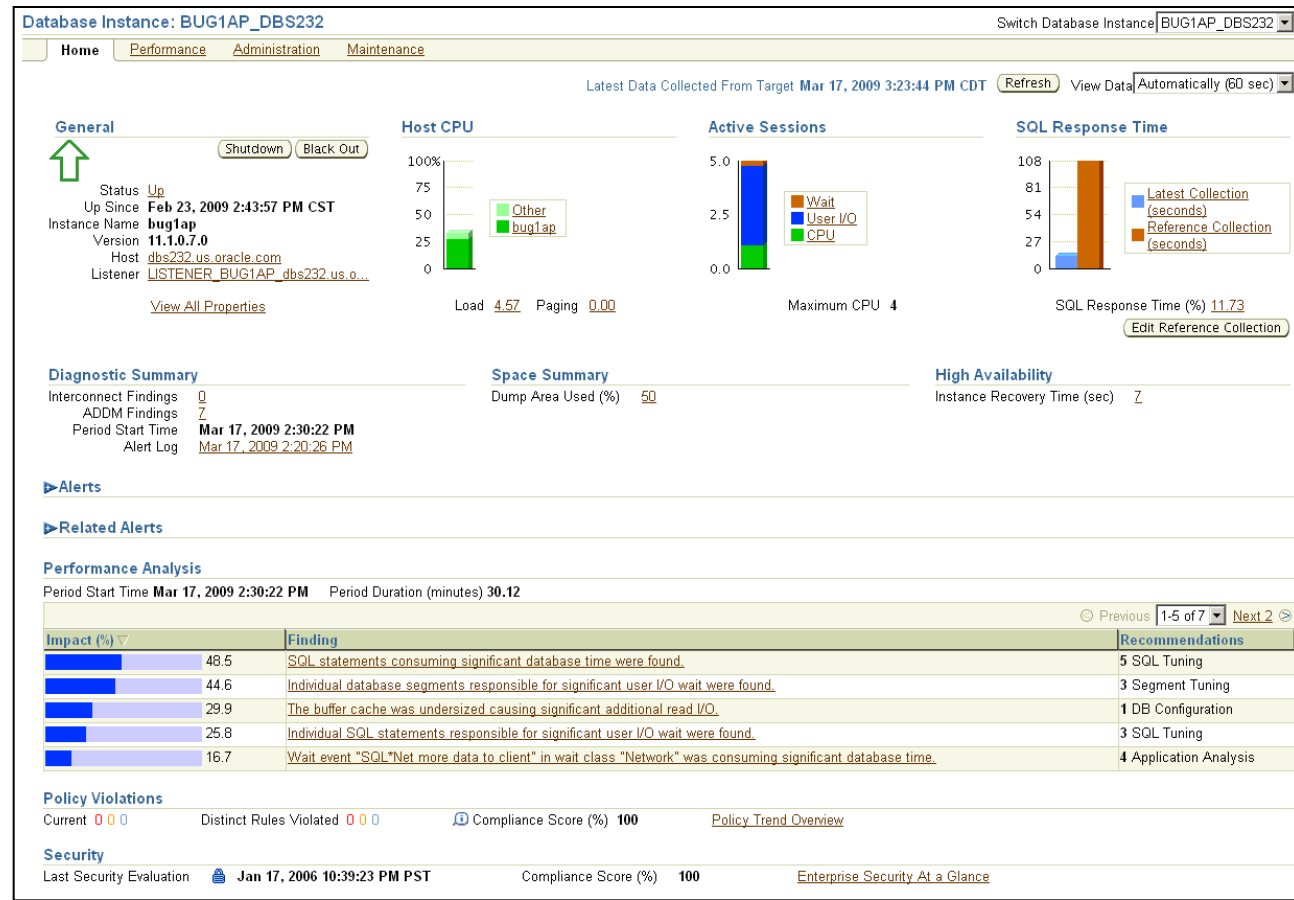 Database Instance: BUG1AP_DBS232
Switch Database Instance BUG1AP_DBS232
Home Performance Administration Maintenance
Latest Data Collected From Target Mar 17, 2009 3:23:44 PM CDT Refresh View Data Automatically (60 sec)
General
Shutdown Black Out
Status Up
Up Since Feb 23, 2009 2:43:57 PM CST
Instance Name bug1ap
Version 11.1.0.7.0
Host dbs232.us.oracle.com
Listener LISTENER_BUG1AP_dbs232.us.o...
View All Properties
Host CPU
100%
75
50
25
0
Other
bug1ap
Load 4.57 Paging 0.00
Active Sessions
5.0
2.5
0.0
Wait
User I/O
CPU
Maximum CPU 4
SQL Response Time
108
81
54
27
0
Latest Collection
(seconds)
Reference Collection
(seconds)
SQL Response Time (%) 11.73
Edit Reference Collection
Diagnostic Summary
Interconnect Findings 0
ADDM Findings 7
Period Start Time Mar 17, 2009 2:30:22 PM
Alert Log Mar 17, 2009 2:20:26 PM
Space Summary
Dump Area Used (%) 50
High Availability
Instance Recovery Time (sec) 7
Alerts
Related Alerts
Performance Analysis
Period Start Time Mar 17, 2009 2:30:22 PM Period Duration (minutes) 30.12
Previous 1-5 of 7 Next 2
Impact (%) Finding Recommendations
48.5 SQL statements consuming significant database time were found. 5 SQL Tuning
44.6 Individual database segments responsible for significant user I/O wait were found. 3 Segment Tuning
29.9 The buffer cache was undersized causing significant additional read I/O. 1 DB Configuration
25.8 Individual SQL statements responsible for significant user I/O wait were found. 3 SQL Tuning
16.7 Wait event "SQL*Net more data to client" in wait class "Network" was consuming significant database time. 4 Application Analysis
Policy Violations
Current 0 0 0 Distinct Rules Violated 0 0 0 Compliance Score (%) 100 Policy Trend Overview
Security
Last Security Evaluation Jan 17, 2006 10:39:23 PM PST Compliance Score (%) 100 Enterprise Security At a Glance